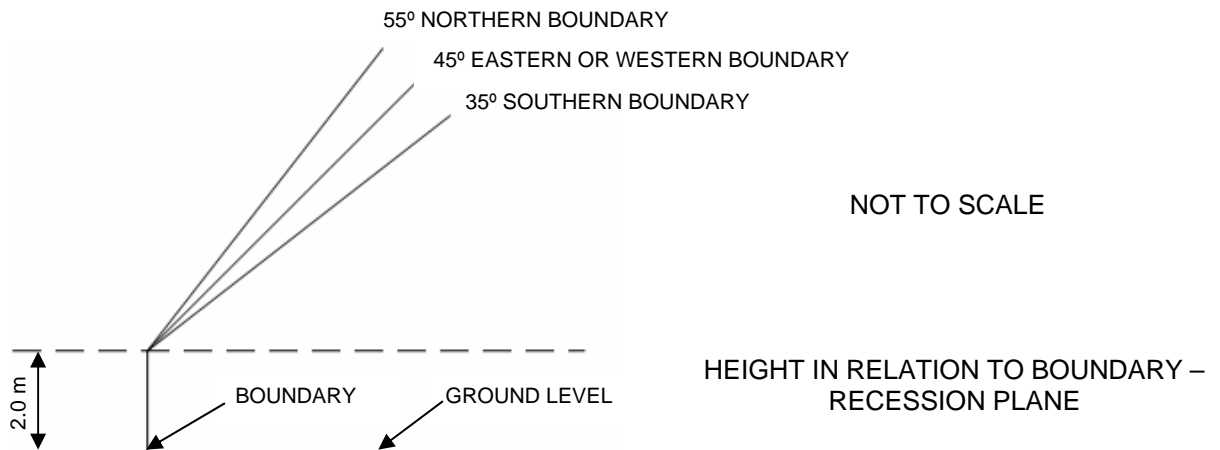 55º NORTHERN BOUNDARY
45º EASTERN OR WESTERN BOUNDARY
35º SOUTHERN BOUNDARY
NOT TO SCALE
2.0 m
BOUNDARY
GROUND LEVEL
HEIGHT IN RELATION TO BOUNDARY –
RECESSION PLANE